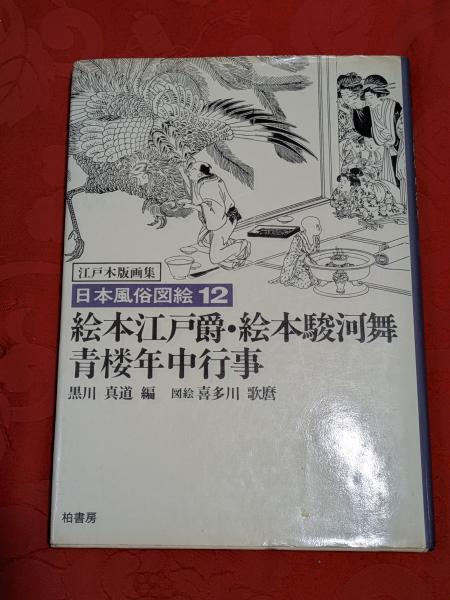 江戸木版画集
日本風俗図絵 12
絵本江戸爵・絵本駿河舞
青楼年中行事
黒川 真道 編 図絵 喜多川 歌麿
柏書房